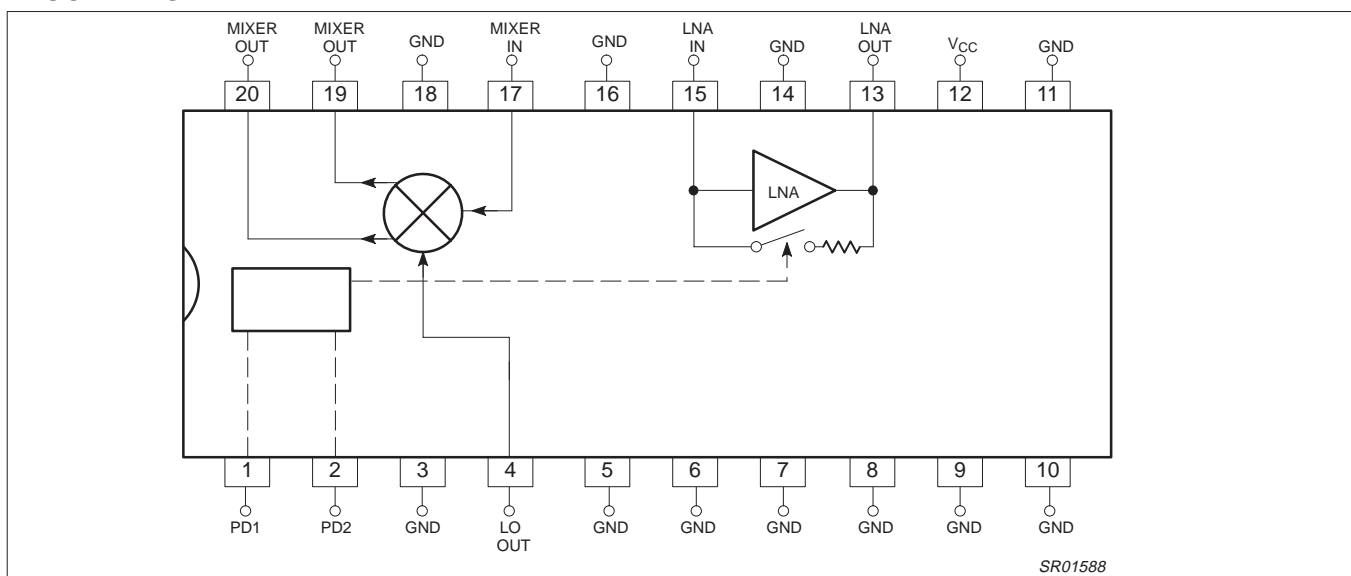 MIXER
OUT
MIXER
OUT
GND
MIXER
IN
GND
LNA
IN
GND
LNA
OUT
VCC
GND
20
19
18
17
16
15
14
13
12
11
LNA
1
2
3
4
5
6
7
8
9
10
PD1
PD2
GND
LO
OUT
GND
GND
GND
GND
GND
GND
SR01588